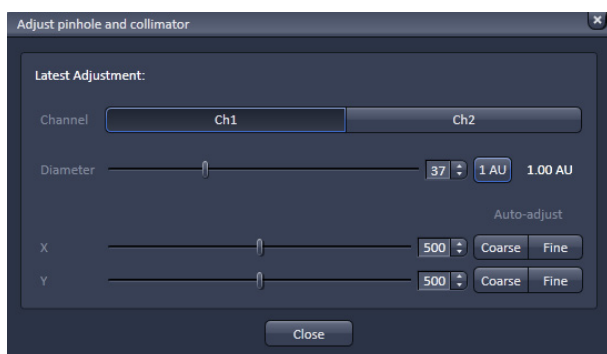 Adjust pinhole and collimator x
Latest Adjustment:
Channel Ch1 Ch2
Diameter 37 1 AU 1.00 AU
Auto-adjust
X 500 Coarse Fine
Y 500 Coarse Fine
Close